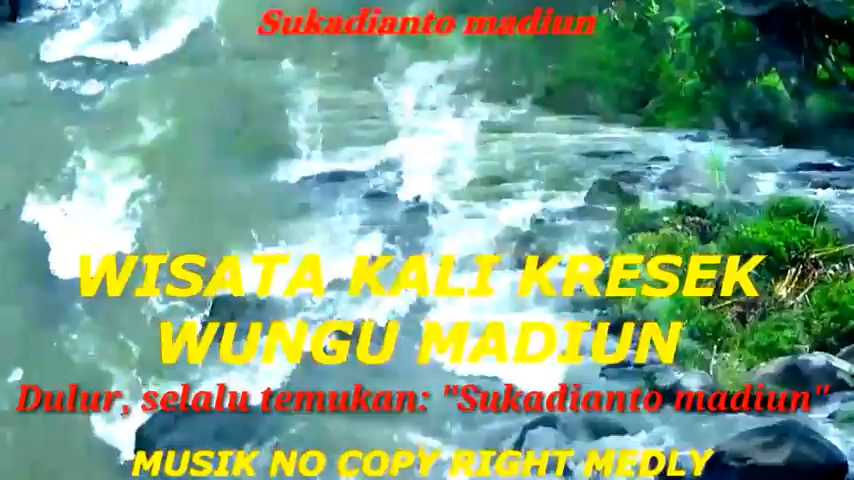 Sukadianto madiun
WISATA KALI KRESEK
WUNGU MADIUN
Dulur, selalu temukan: "Sukadianto madiun"
MUSIK NO COPY RIGHT MEDLY